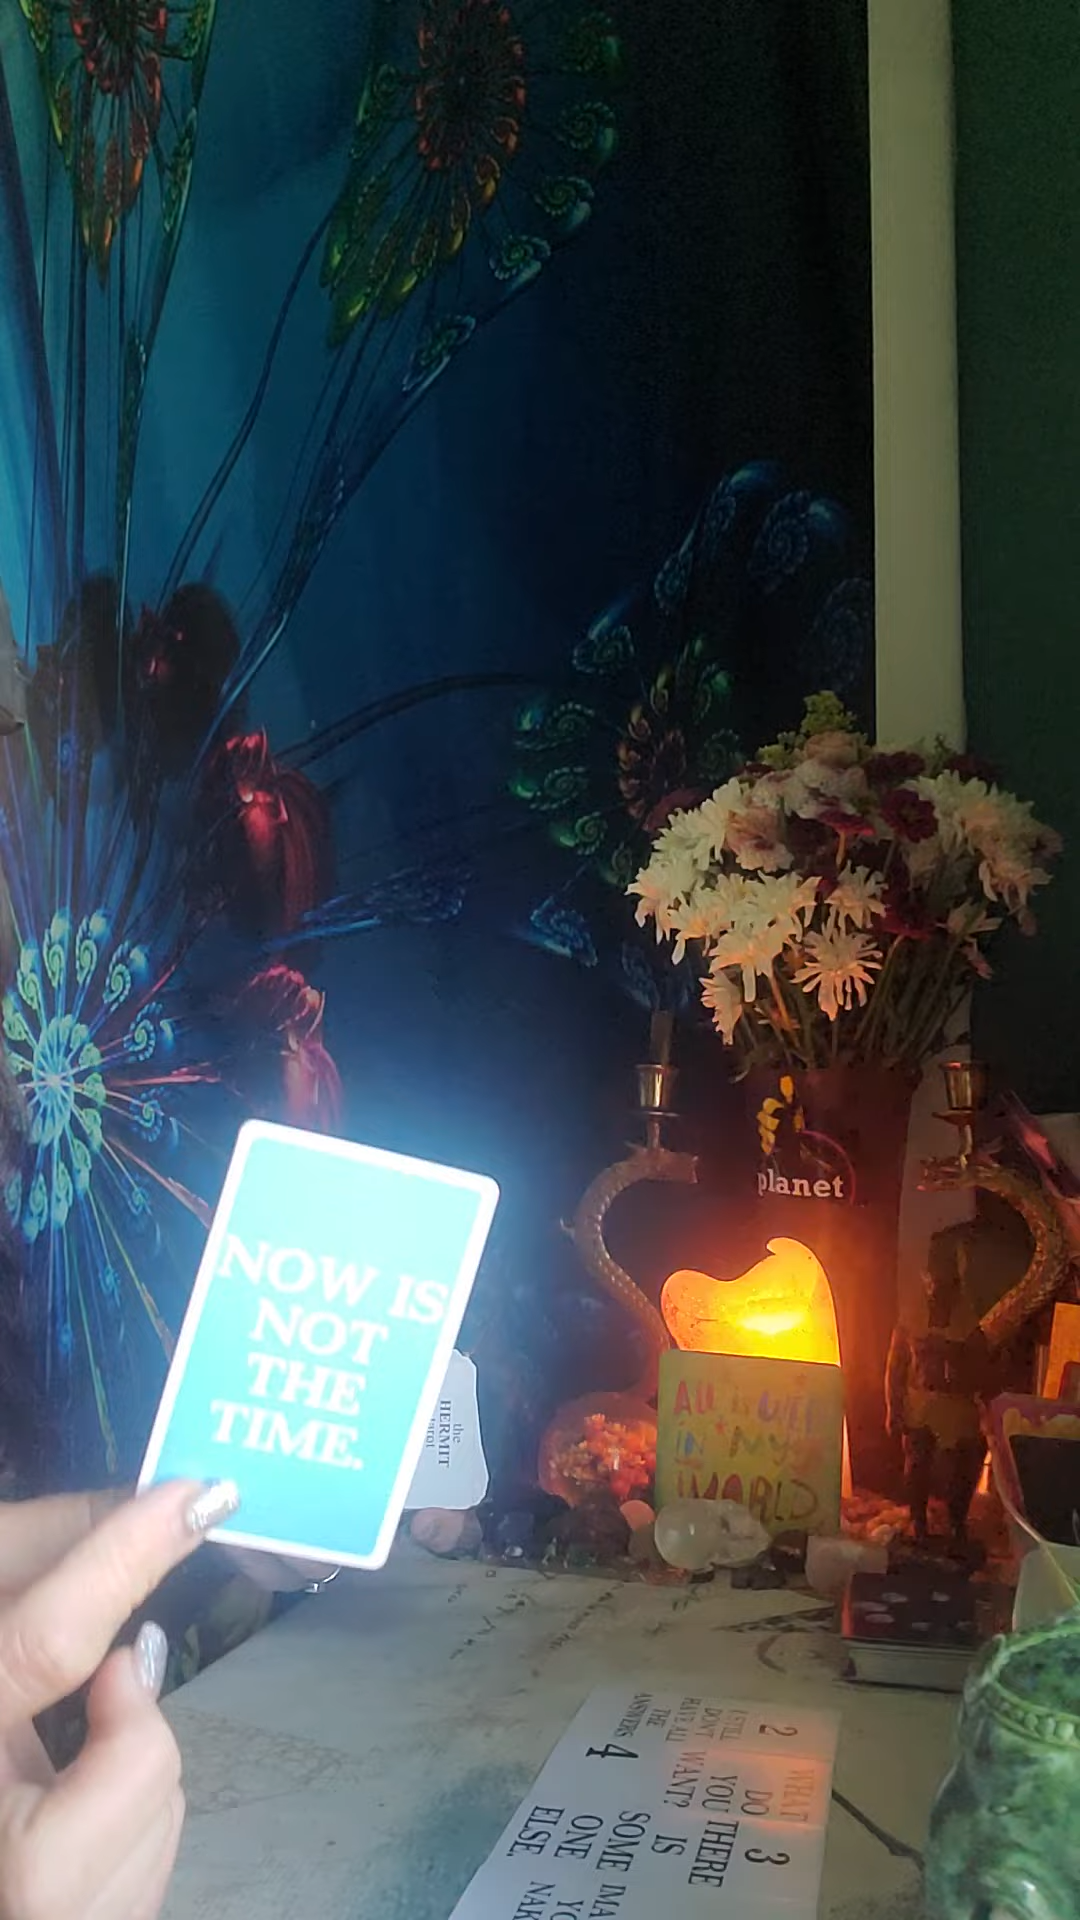 planet
NOW IS
NOT
THE
TIME.
the
HERMIT
tarot
ALL IS WELL
IN MY
WORLD
2
I STILL
DON'T
HAVE ALL
THE
ANSWERS
WHAT
DO
YOU
WANT?
3
THERE
IS
SOME
ONE
ELSE.
4